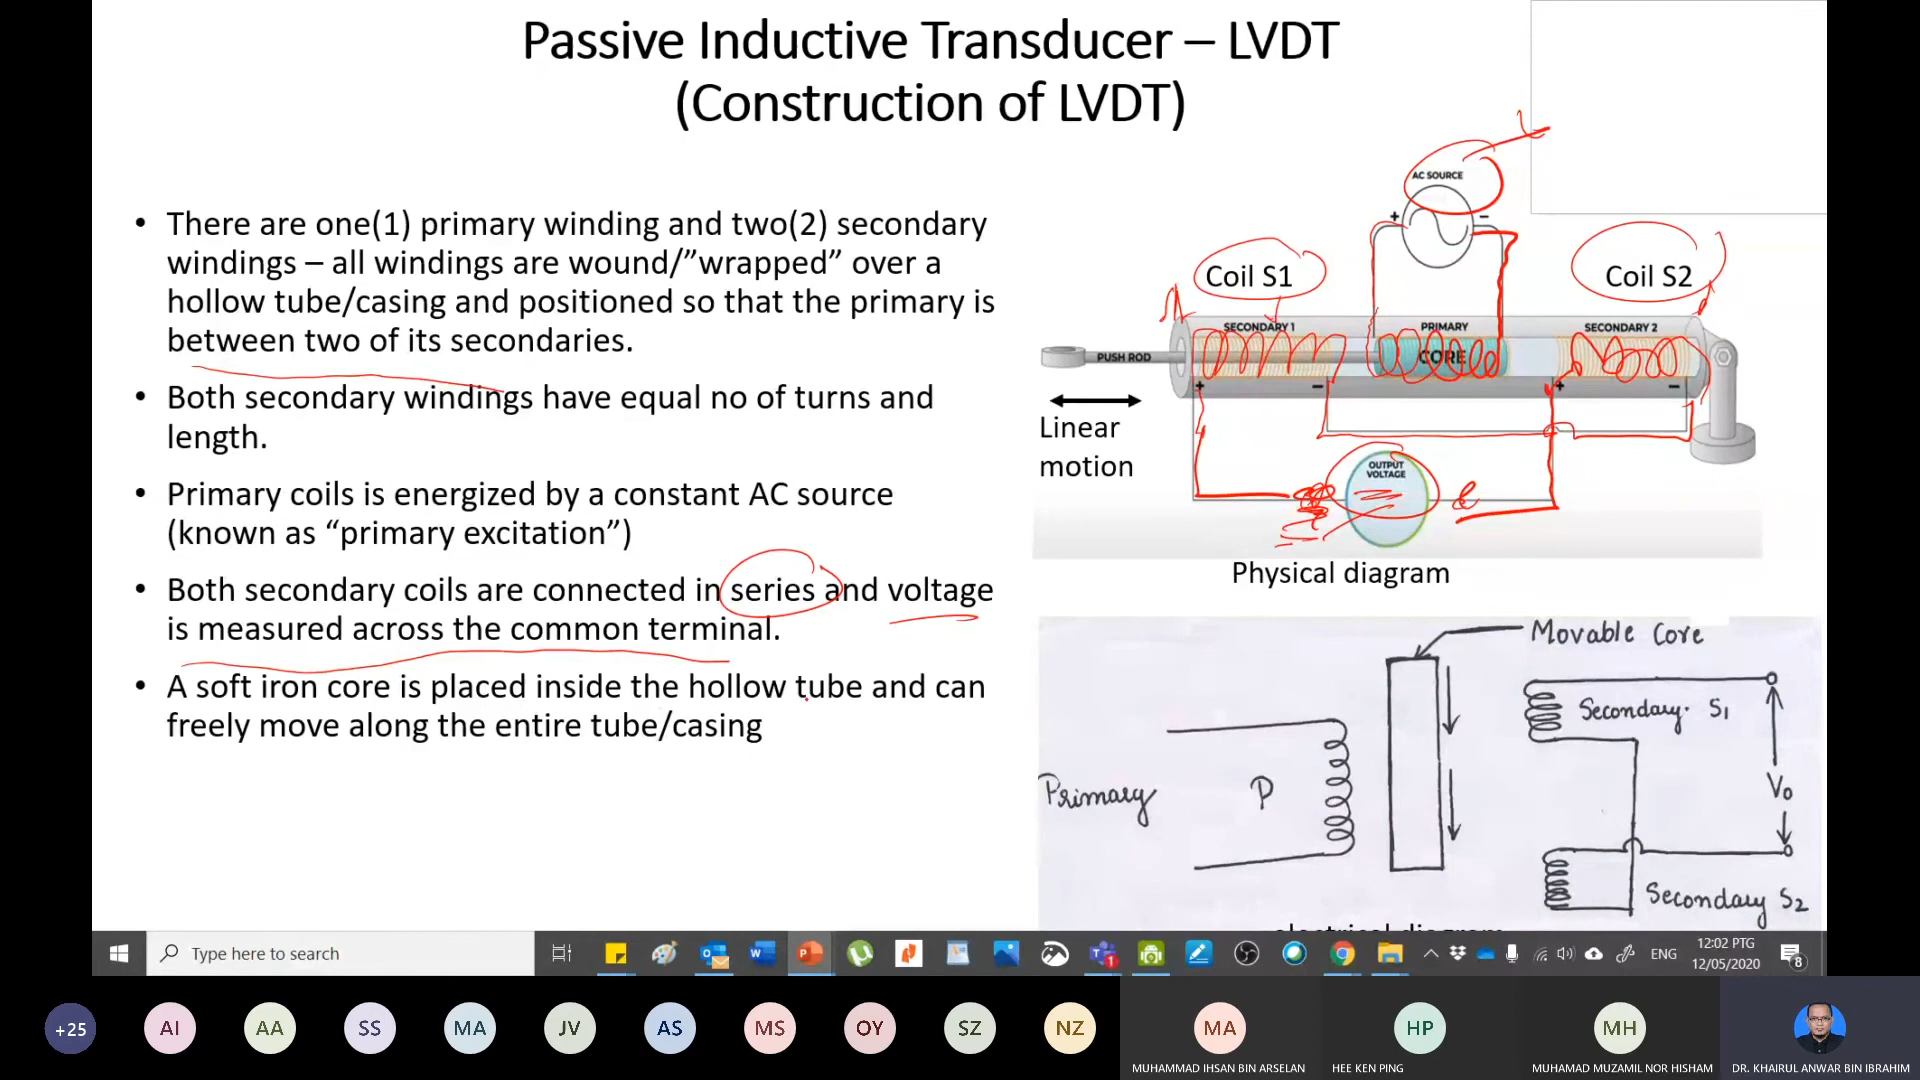 Passive Inductive Transducer – LVDT
(Construction of LVDT)
• There are one(1) primary winding and two(2) secondary
windings – all windings are wound/”wrapped” over a
hollow tube/casing and positioned so that the primary is
between two of its secondaries.
• Both secondary windings have equal no of turns and
length.
• Primary coils is energized by a constant AC source
(known as “primary excitation”)
• Both secondary coils are connected in series and voltage
is measured across the common terminal.
• A soft iron core is placed inside the hollow tube and can
freely move along the entire tube/casing
AC SOURCE
+ −
Coil S1
Coil S2
SECONDARY 1
PRIMARY
SECONDARY 2
PUSH ROD
CORE
+ − + −
Linear
motion
OUTPUT
VOLTAGE
Physical diagram
Movable Core
Secondary. S1
Primary
P
Vo
Secondary S2
electrical diagram
Type here to search
1
ENG
12:02 PTG
12/05/2020
8
+25
AI
AA
SS
MA
JV
AS
MS
OY
SZ
NZ
MA
HP
MH
MUHAMMAD IHSAN BIN ARSELAN
HEE KEN PING
MUHAMAD MUZAMIL NOR HISHAM
DR. KHAIRUL ANWAR BIN IBRAHIM